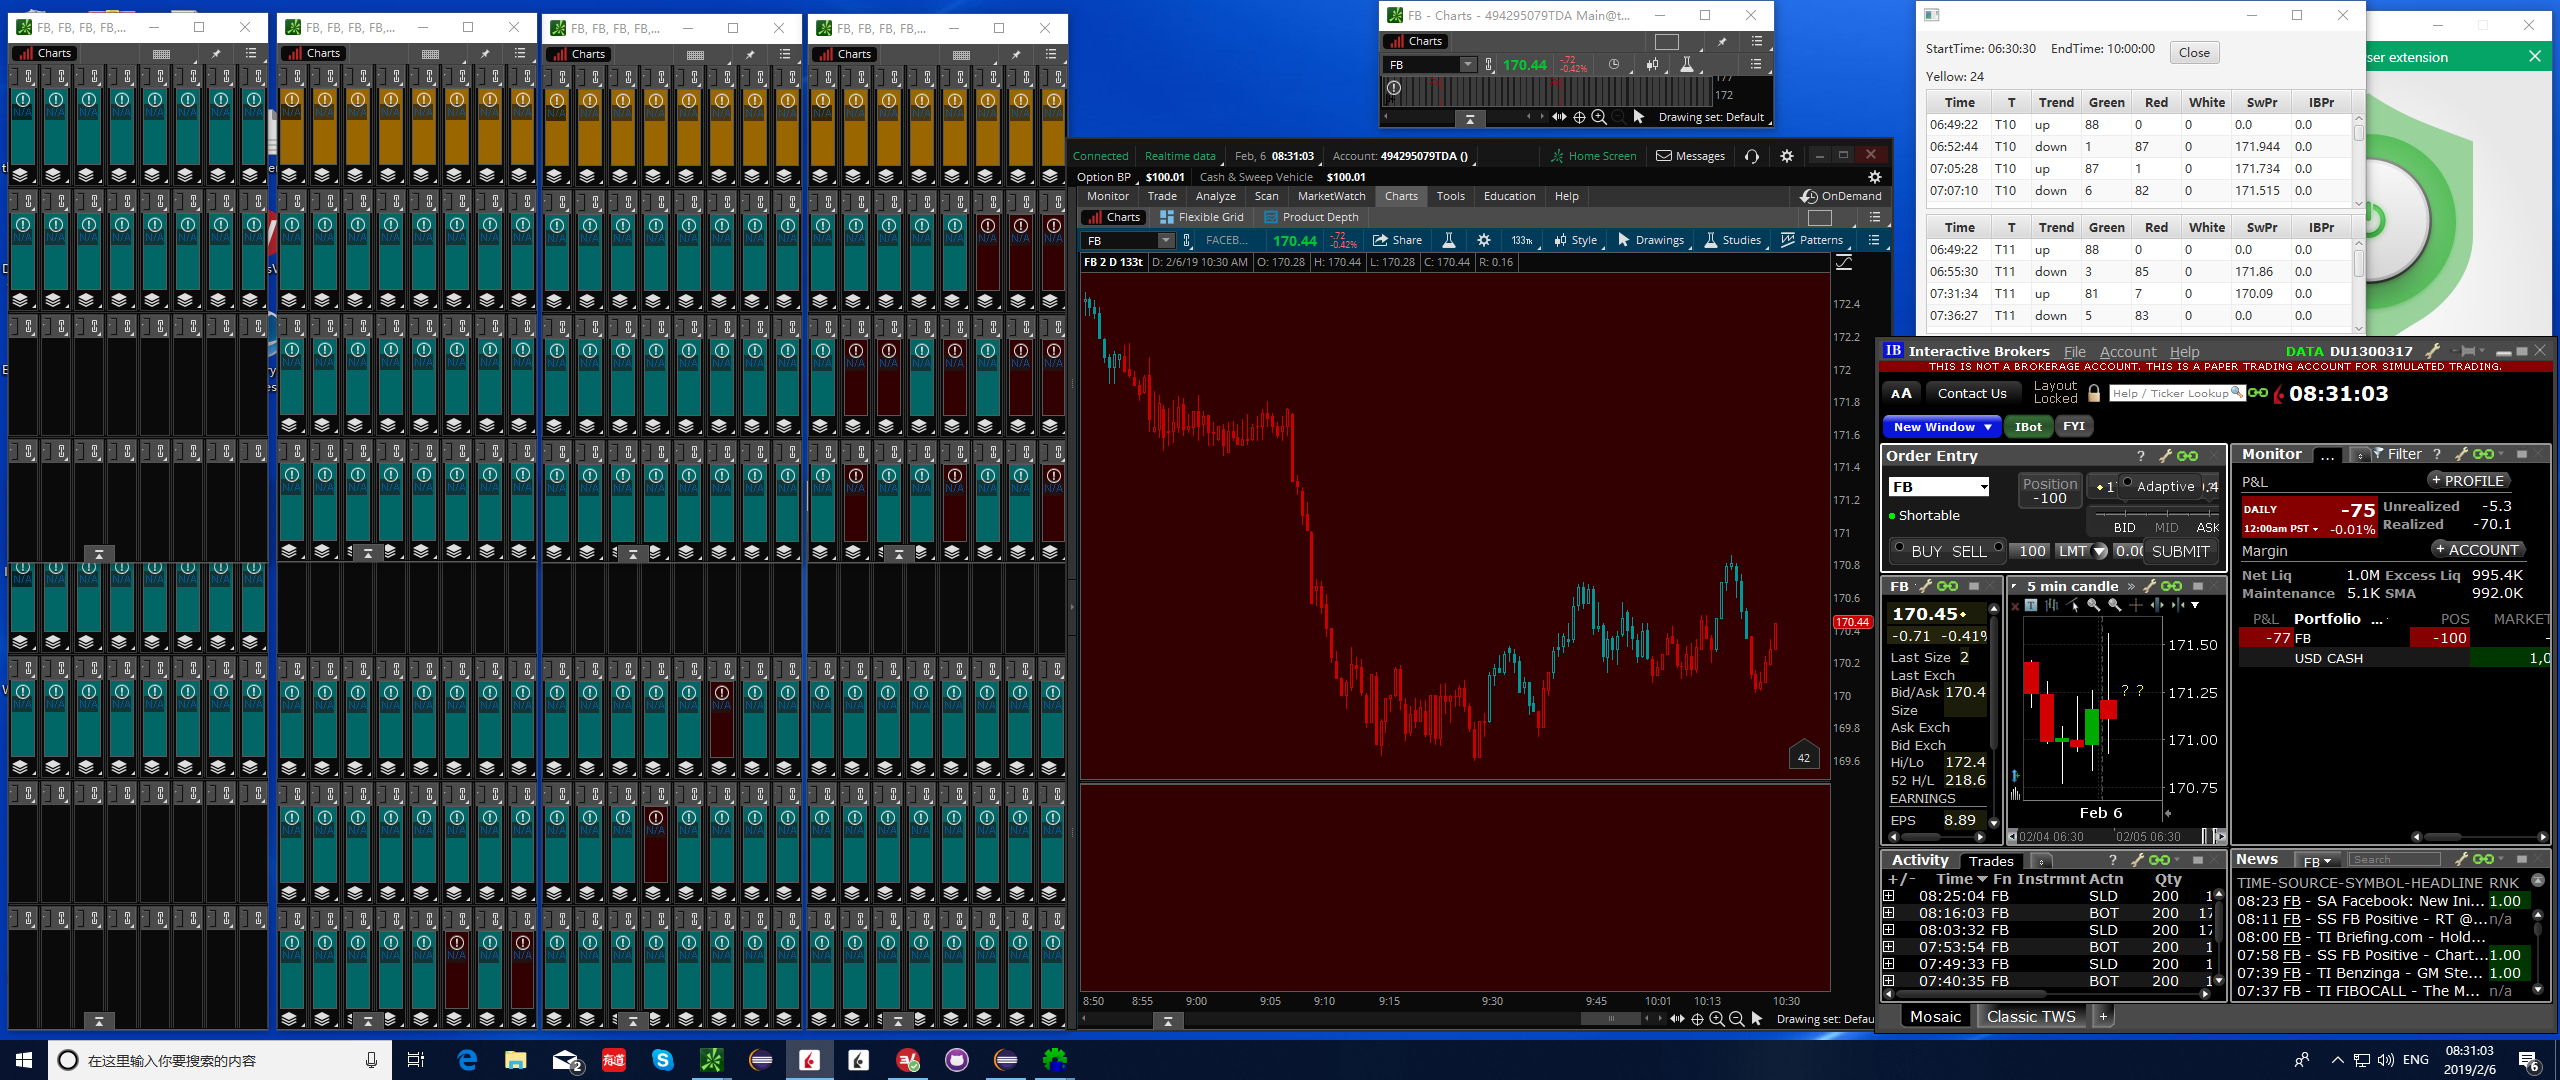 FB, FB, FB, FB,...
FB, FB, FB, FB,...
FB, FB, FB, FB,...
FB, FB, FB, FB,...
Charts
Charts
Charts
Charts
FB - Charts - 494295079TDA Main@t...
Charts
FB 170.44 -.72 -0.42%
172
Drawing set: Default
StartTime: 06:30:30 EndTime: 10:00:00 Close
Yellow: 24
Time T Trend Green Red White SwPr IBPr
06:49:22 T10 up 88 0 0 0.0 0.0
06:52:44 T10 down 1 87 0 171.944 0.0
07:05:28 T10 up 87 1 0 171.734 0.0
07:07:10 T10 down 6 82 0 171.515 0.0
Time T Trend Green Red White SwPr IBPr
06:49:22 T11 up 88 0 0 0.0 0.0
06:55:30 T11 down 3 85 0 171.86 0.0
07:31:34 T11 up 81 7 0 170.09 0.0
07:36:27 T11 down 5 83 0 0.0 0.0
ser extension
Connected Realtime data Feb, 6 08:31:03 Account: 494295079TDA () Home Screen Messages
Option BP $100.01 Cash & Sweep Vehicle $100.01
Monitor Trade Analyze Scan MarketWatch Charts Tools Education Help OnDemand
Charts Flexible Grid Product Depth
FB FACEB... 170.44 -.72 -0.42% Share 133Tk Style Drawings Studies Patterns
FB 2 D 133t D: 2/6/19 10:30 AM O: 170.28 H: 170.44 L: 170.28 C: 170.44 R: 0.16
172.4
172.2
172
171.8
171.6
171.4
171.2
171
170.8
170.6
170.44
170.4
170.2
170
169.8
169.6
42
8:50 8:55 9:00 9:05 9:10 9:15 9:30 9:45 10:01 10:13 10:30
Drawing set: Defau
IB Interactive Brokers File Account Help DATA DU1300317
THIS IS NOT A BROKERAGE ACCOUNT. THIS IS A PAPER TRADING ACCOUNT FOR SIMULATED TRADING.
AA Contact Us Layout Locked Help / Ticker Lookup 08:31:03
New Window IBot FYI
Order Entry ?
FB Position -100 Adaptive
Shortable
BID MID ASK
BUY SELL 100 LMT 0.00 SUBMIT
Monitor ... Filter ?
P&L + PROFILE
DAILY -75 Unrealized -5.3
12:00am PST -0.01% Realized -70.1
Margin + ACCOUNT
Net Liq 1.0M Excess Liq 995.4K
Maintenance 5.1K SMA 992.0K
P&L Portfolio ... POS MARKET
-77 FB -100
USD CASH 1,0
FB
170.45
-0.71 -0.41%
Last Size 2
Last Exch
Bid/Ask 170.4
Size
Ask Exch
Bid Exch
Hi/Lo 172.4
52 H/L 218.6
EARNINGS
EPS 8.89
5 min candle »
171.50
? ? 171.25
171.00
170.75
Feb 6
02/04 06:30 02/05 06:30
Activity Trades ?
+/- Time Fn Instrmnt Actn Qty
08:25:04 FB SLD 200 1
08:16:03 FB BOT 200 17
08:03:32 FB SLD 200 17
07:53:54 FB BOT 200 1
07:49:33 FB SLD 200 1
07:40:35 FB BOT 200 1
News FB Search
TIME-SOURCE-SYMBOL-HEADLINE RNK
08:23 FB - SA Facebook: New Ini... 1.00
08:11 FB - SS FB Positive - RT @... n/a
08:00 FB - TI Briefing.com - Hold...
07:58 FB - SS FB Positive - Chart... 1.00
07:39 FB - TI Benzinga - GM Ste... 1.00
07:37 FB - TI FIBOCALL - The M... n/a
Mosaic Classic TWS +
在这里输入你要搜索的内容
2
有道
ENG
08:31:03
2019/2/6
6